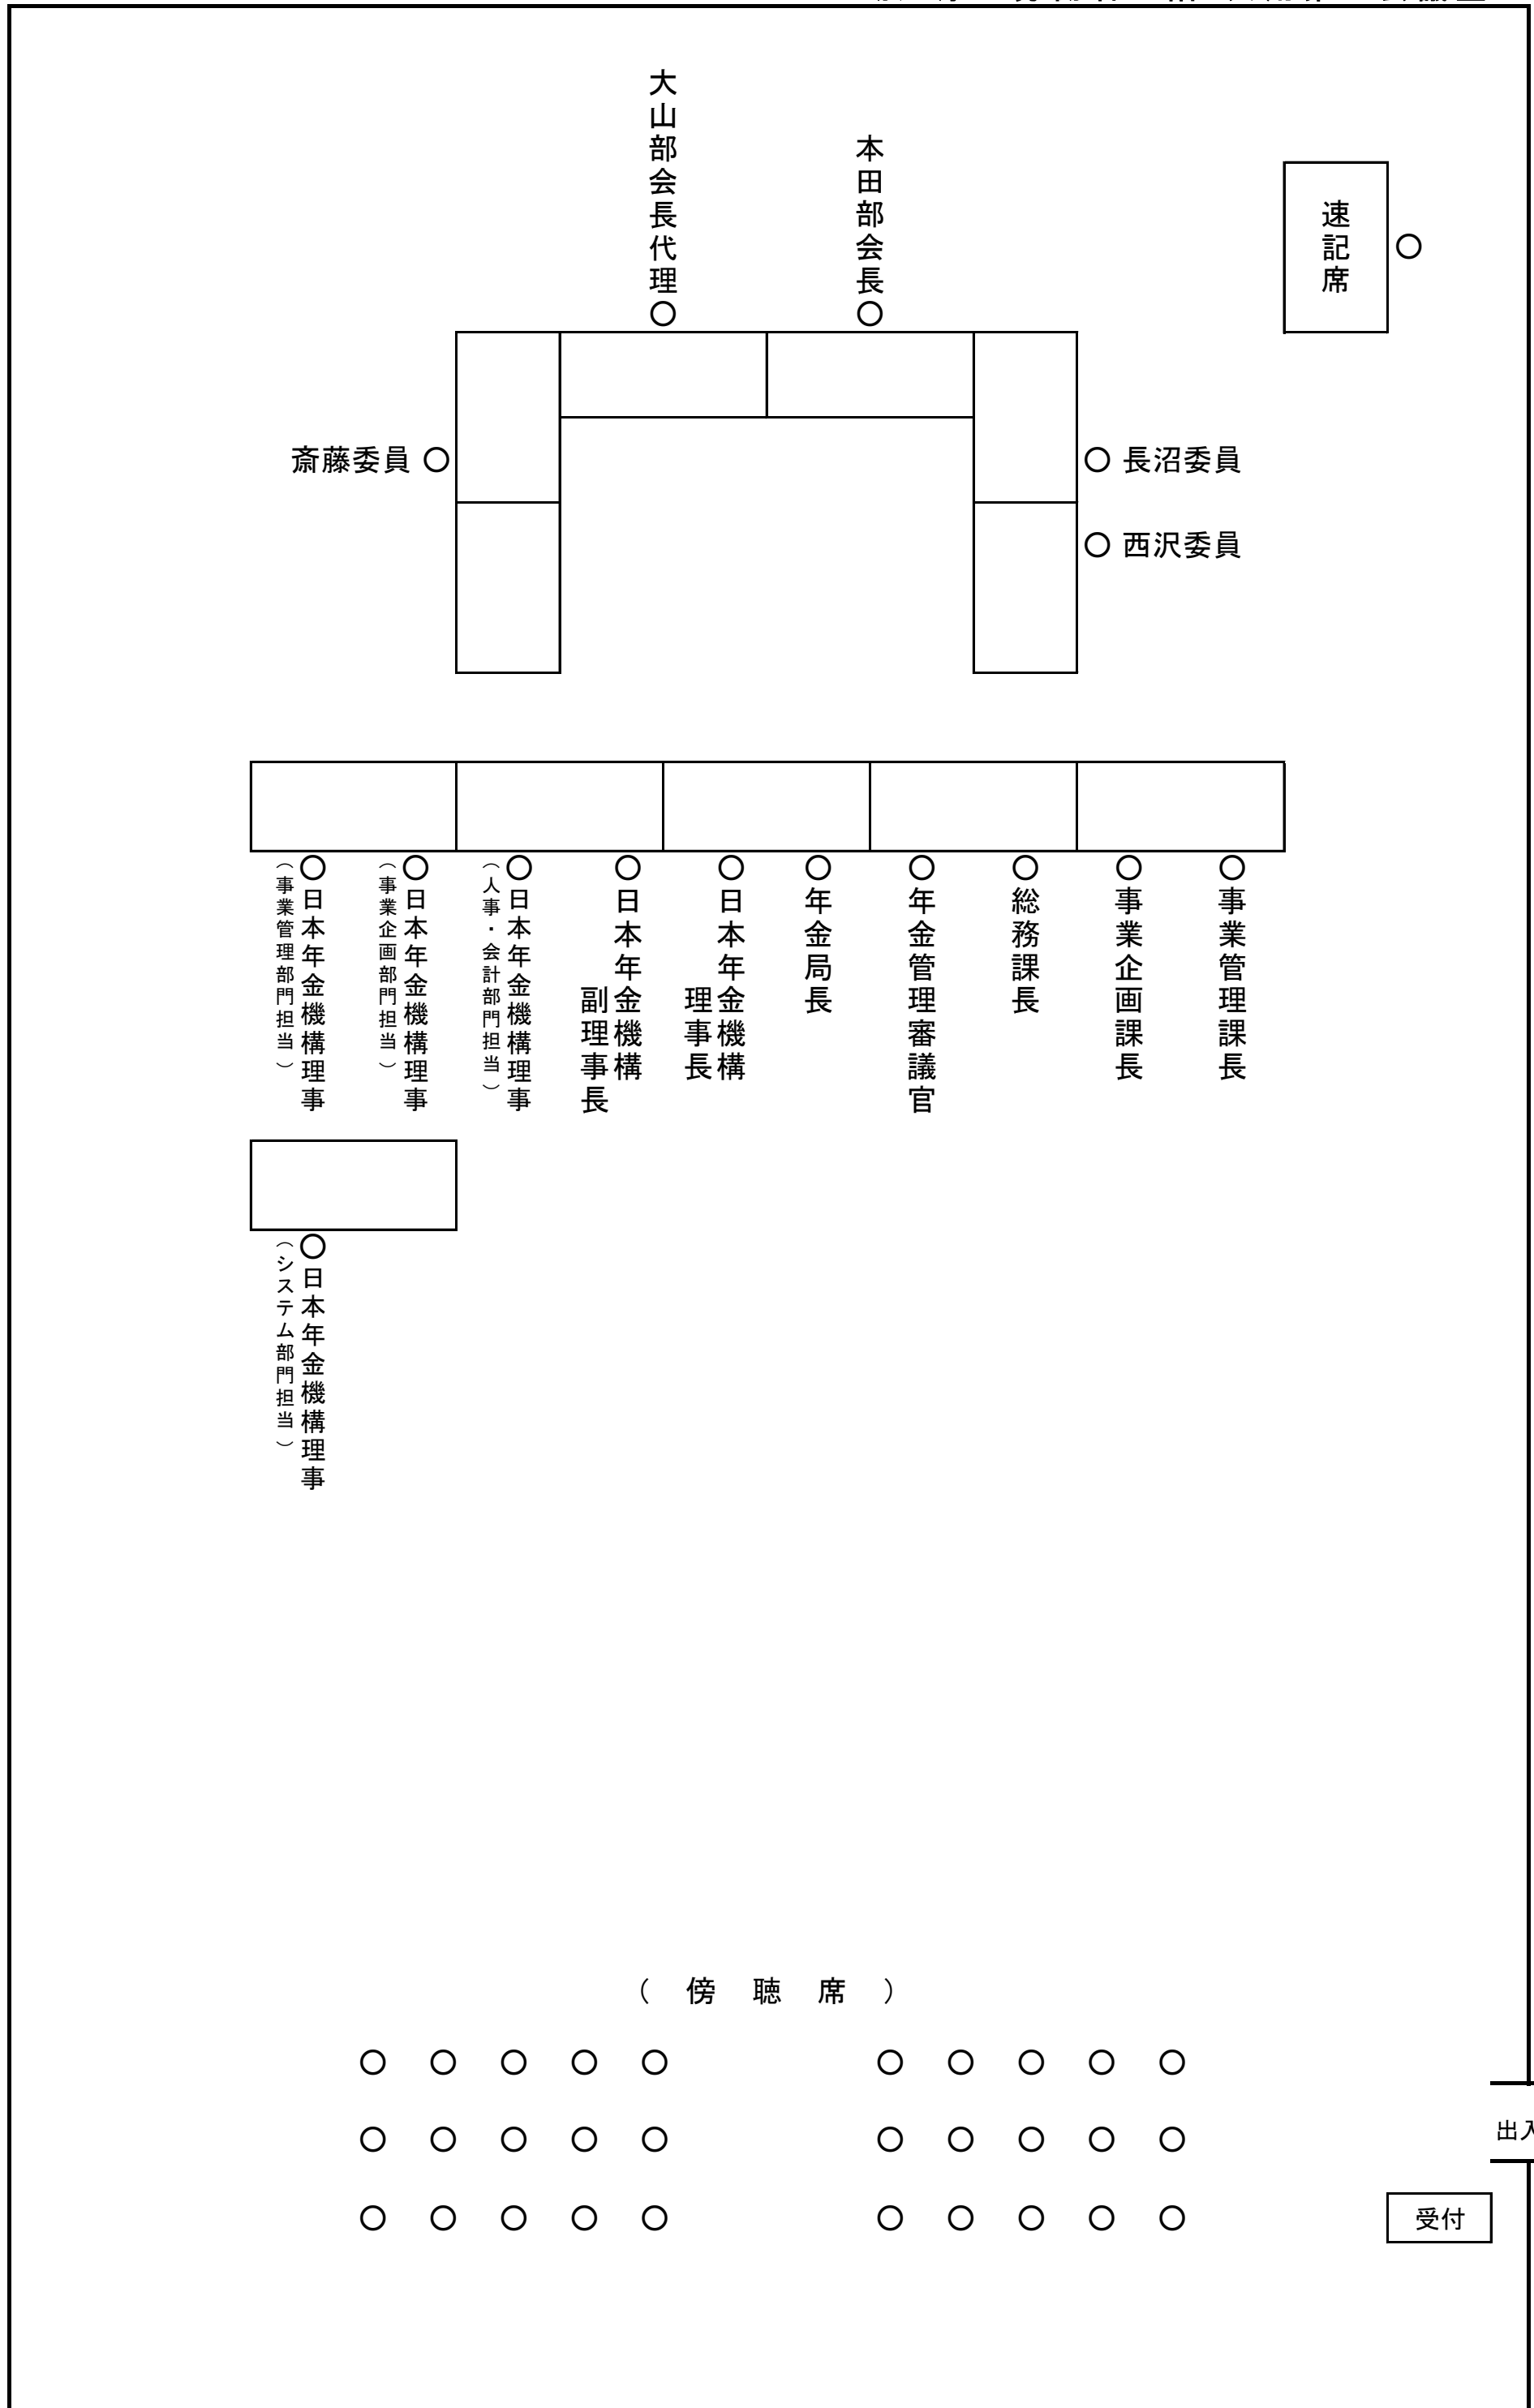 大山部会長代理○
本田部会長○
速記席
○
斎藤委員 ○
○ 長沼委員
○ 西沢委員
○事業管理課長
○事業企画課長
○総務課長
○年金管理審議官
○年金局長
○日本年金機構
理事長
○日本年金機構
副理事長
○日本年金機構理事
（人事・会計部門担当）
○日本年金機構理事
（事業企画部門担当）
○日本年金機構理事
（事業管理部門担当）
○日本年金機構理事
（システム部門担当）
（ 傍 聴 席 ）
○ ○ ○ ○ ○ ○ ○ ○ ○ ○
○ ○ ○ ○ ○ ○ ○ ○ ○ ○
○ ○ ○ ○ ○ ○ ○ ○ ○ ○
出入
受付